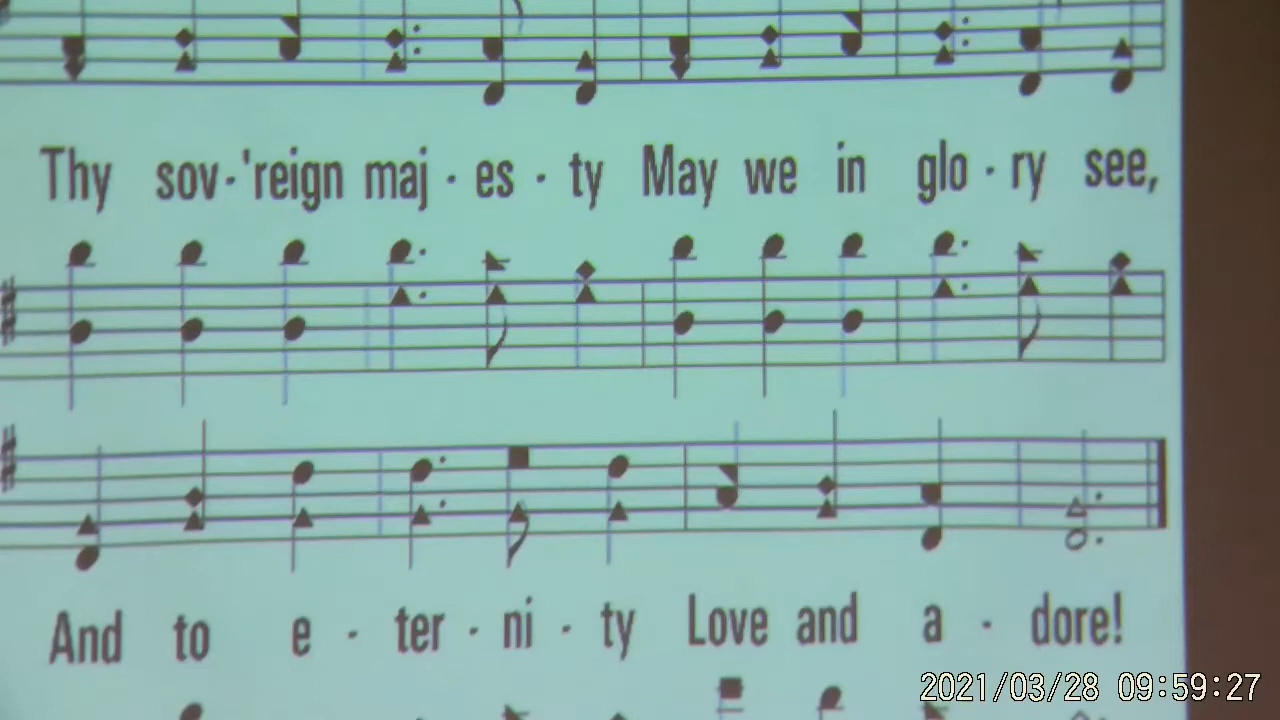 Thy sov-'reign maj - es - ty May we in glo - ry see,
And to e - ter - ni - ty Love and a - dore!
2021/03/28 09:59:27